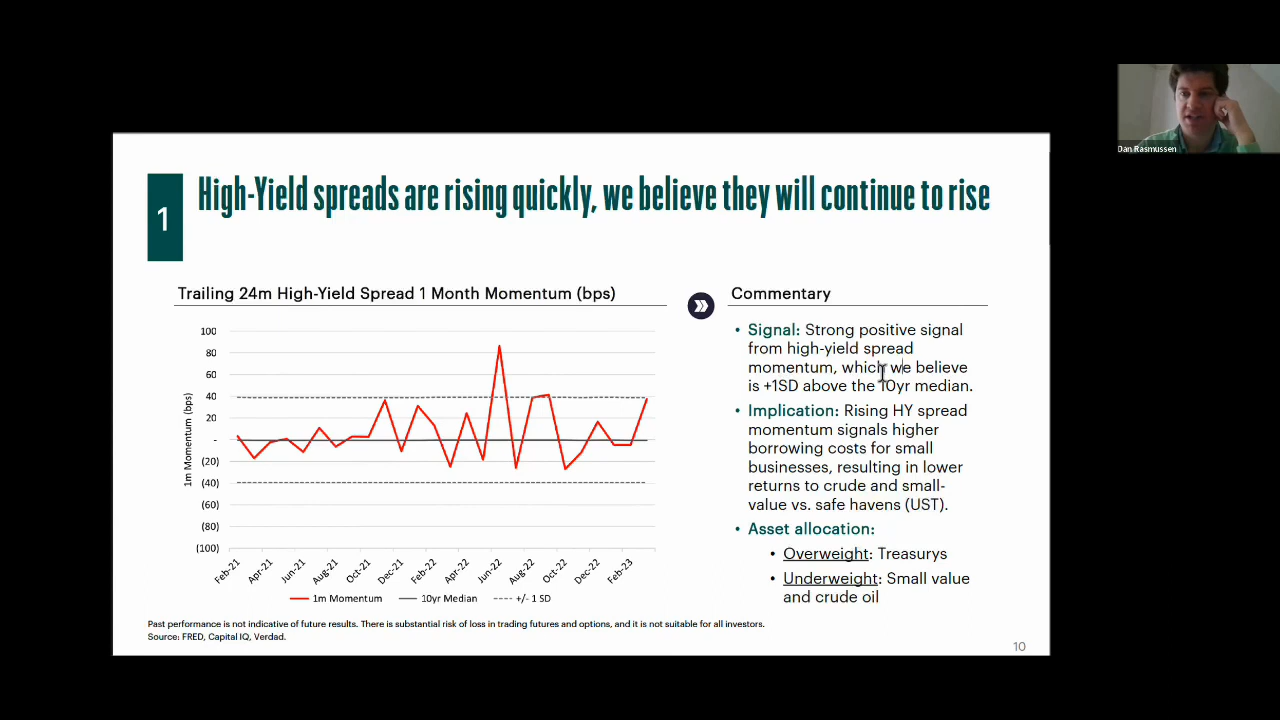 Dan Rasmussen
1
High-Yield spreads are rising quickly, we believe they will continue to rise
Trailing 24m High-Yield Spread 1 Month Momentum (bps)
1m Momentum (bps)
100
80
60
40
20
-
(20)
(40)
(60)
(80)
(100)
Feb-21
Apr-21
Jun-21
Aug-21
Oct-21
Dec-21
Feb-22
Apr-22
Jun-22
Aug-22
Oct-22
Dec-22
Feb-23
1m Momentum
10yr Median
+/- 1 SD
Commentary
• Signal: Strong positive signal
from high-yield spread
momentum, which we believe
is +1SD above the 10yr median.
• Implication: Rising HY spread
momentum signals higher
borrowing costs for small
businesses, resulting in lower
returns to crude and small-
value vs. safe havens (UST).
• Asset allocation:
• Overweight: Treasurys
• Underweight: Small value
and crude oil
Past performance is not indicative of future results. There is substantial risk of loss in trading futures and options, and it is not suitable for all investors.
Source: FRED, Capital IQ, Verdad.
10